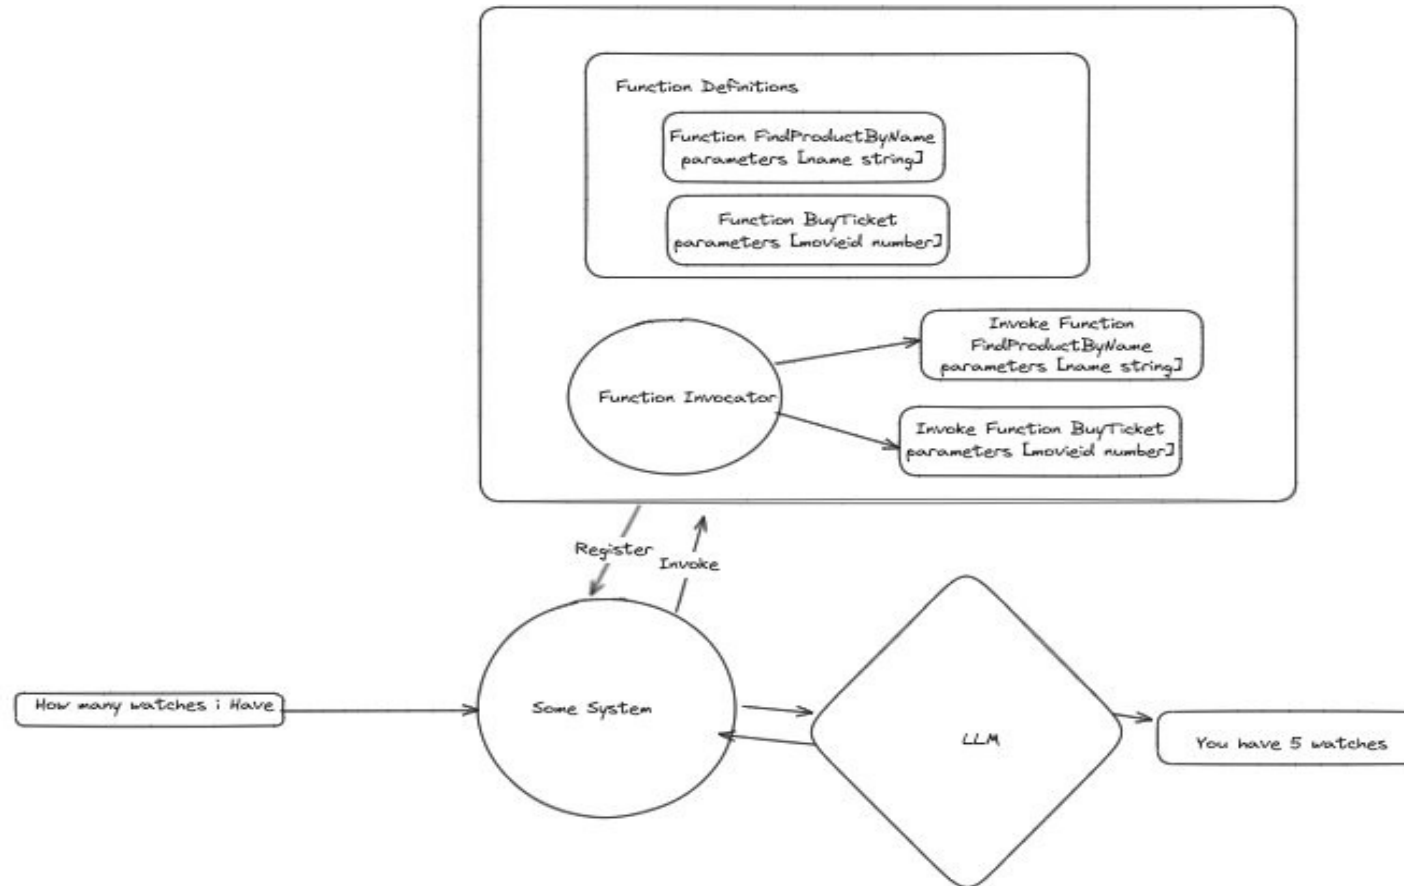 Function Definitions
Function FindProductByName
parameters [name string]
Function BuyTicket
parameters [movieid number]
Invoke Function
FindProductByName
parameters [name string]
Function Invocator
Invoke Function BuyTicket
parameters [movieid number]
Register
Invoke
How many watches i Have
Some System
LLM
You have 5 watches